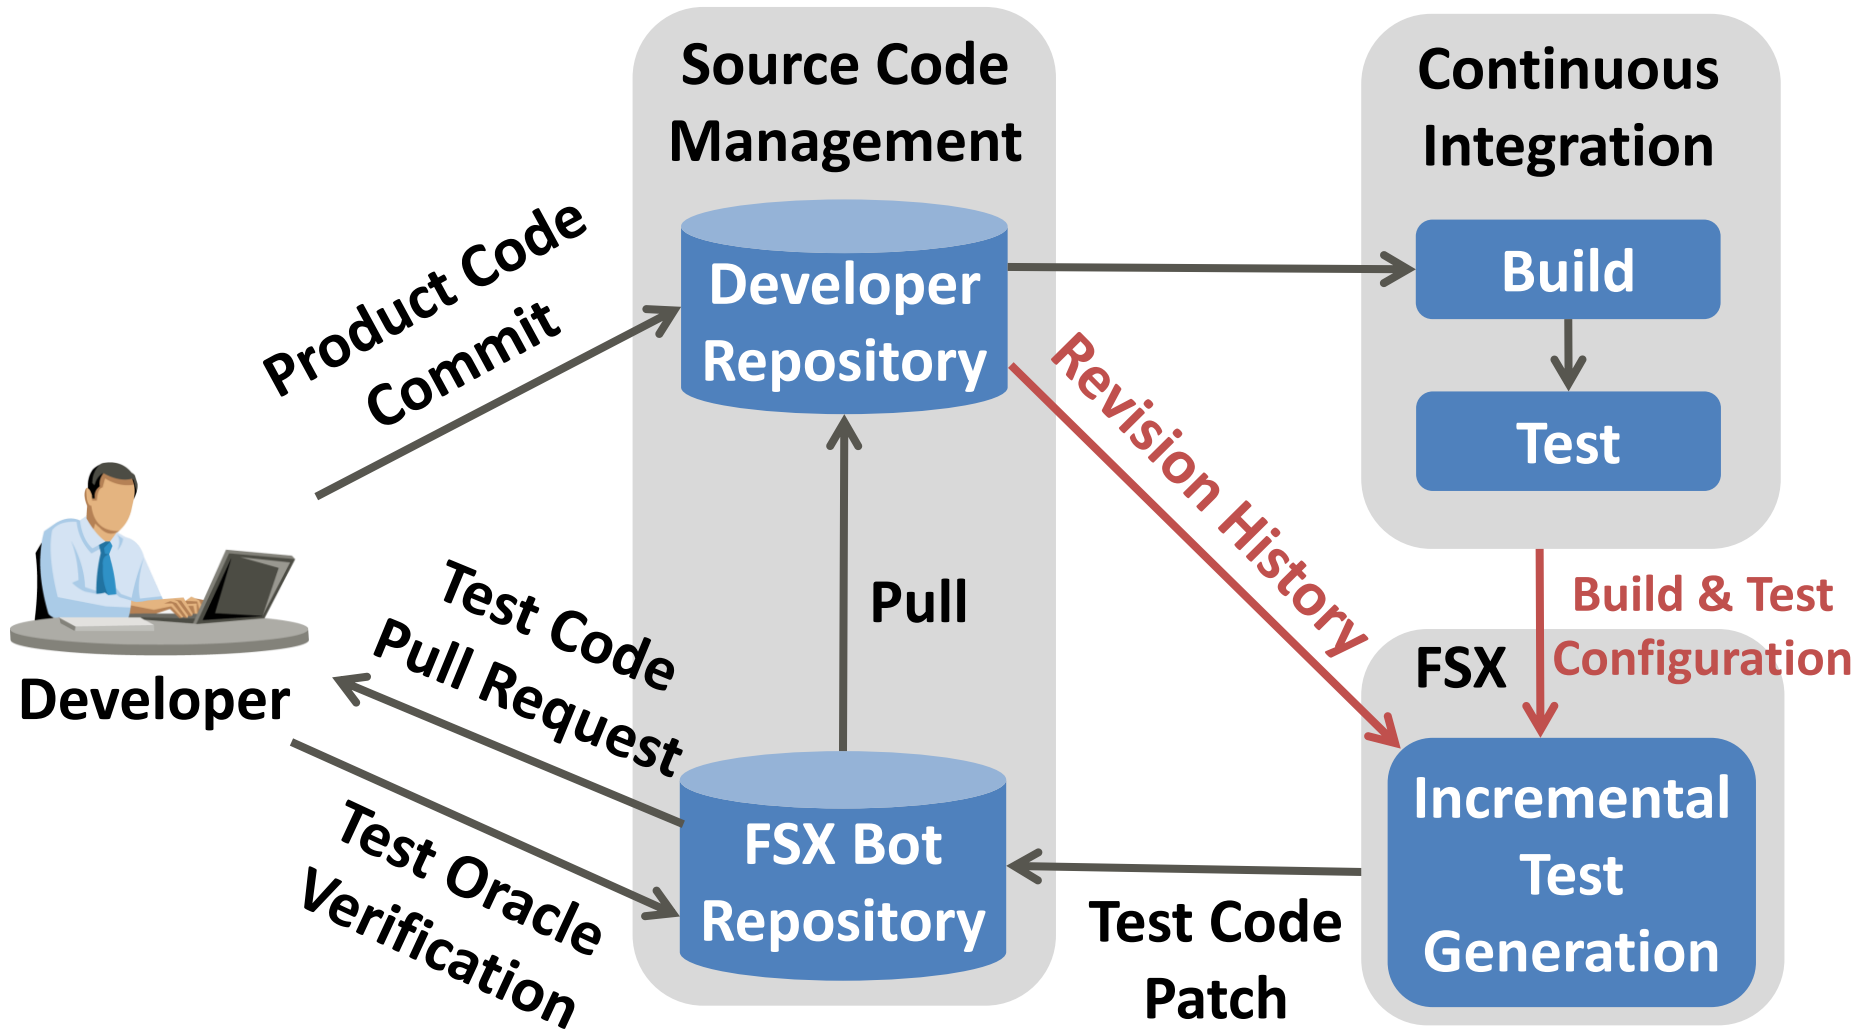 Source Code
Management
Continuous
Integration
Product Code
Commit
Developer
Repository
Build
Test
Revision History
Test Code
Pull Request
Pull
Build & Test
Configuration
FSX
Developer
Test Oracle
Verification
FSX Bot
Repository
Test Code
Patch
Incremental
Test
Generation